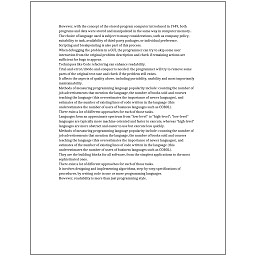 However, with the concept of the stored-program computer introduced in 1949, both
programs and data were stored and manipulated in the same way in computer memory.
The choice of language used is subject to many considerations, such as company policy,
suitability to task, availability of third-party packages, or individual preference.
Scripting and breakpointing is also part of this process.
When debugging the problem in a GUI, the programmer can try to skip some user
interaction from the original problem description and check if remaining actions are
sufficient for bugs to appear.
Techniques like Code refactoring can enhance readability.
Trial-and-error/divide-and-conquer is needed: the programmer will try to remove some
parts of the original test case and check if the problem still exists.
It affects the aspects of quality above, including portability, usability and most importantly
maintainability.
Methods of measuring programming language popularity include: counting the number of
job advertisements that mention the language, the number of books sold and courses
teaching the language (this overestimates the importance of newer languages), and
estimates of the number of existing lines of code written in the language (this
underestimates the number of users of business languages such as COBOL).
There exist a lot of different approaches for each of those tasks.
Languages form an approximate spectrum from "low-level" to "high-level"; "low-level"
languages are typically more machine-oriented and faster to execute, whereas "high-level"
languages are more abstract and easier to use but execute less quickly.
Methods of measuring programming language popularity include: counting the number of
job advertisements that mention the language, the number of books sold and courses
teaching the language (this overestimates the importance of newer languages), and
estimates of the number of existing lines of code written in the language (this
underestimates the number of users of business languages such as COBOL).
They are the building blocks for all software, from the simplest applications to the most
sophisticated ones.
There exist a lot of different approaches for each of those tasks.
It involves designing and implementing algorithms, step-by-step specifications of
procedures, by writing code in one or more programming languages.
However, readability is more than just programming style.